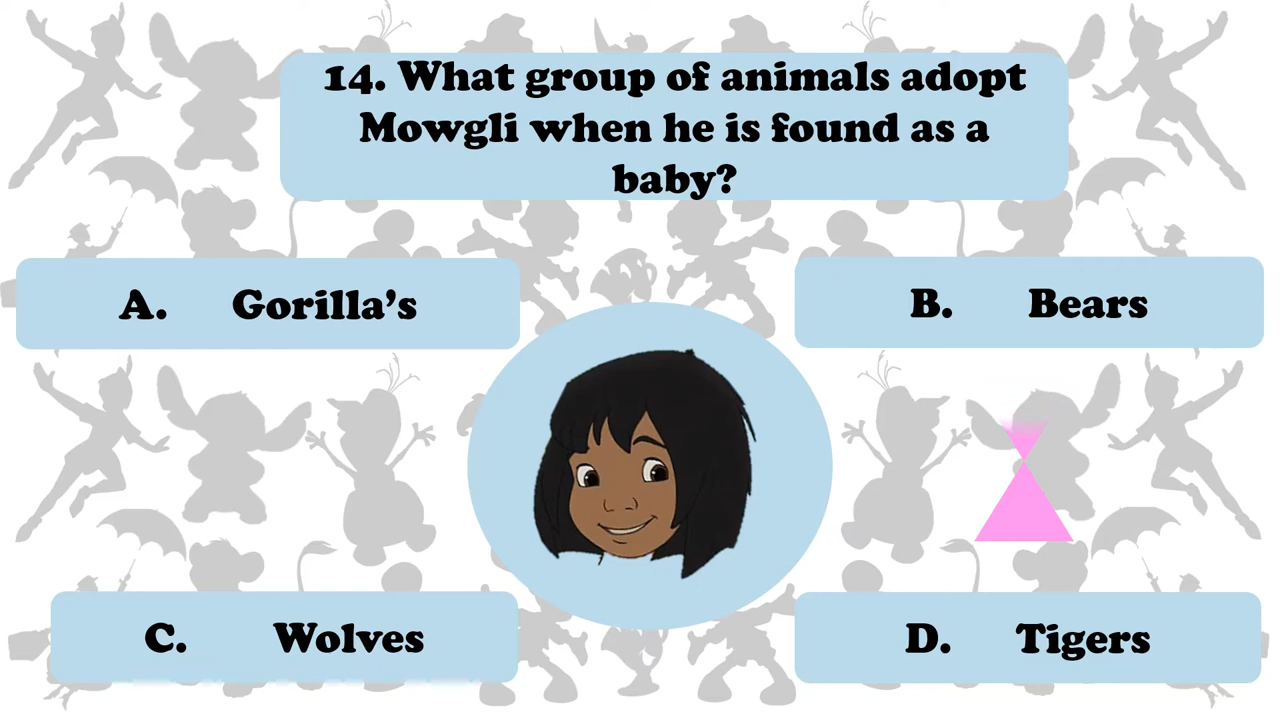 14. What group of animals adopt
Mowgli when he is found as a
baby?
A. Gorilla’s
B. Bears
C. Wolves
D. Tigers